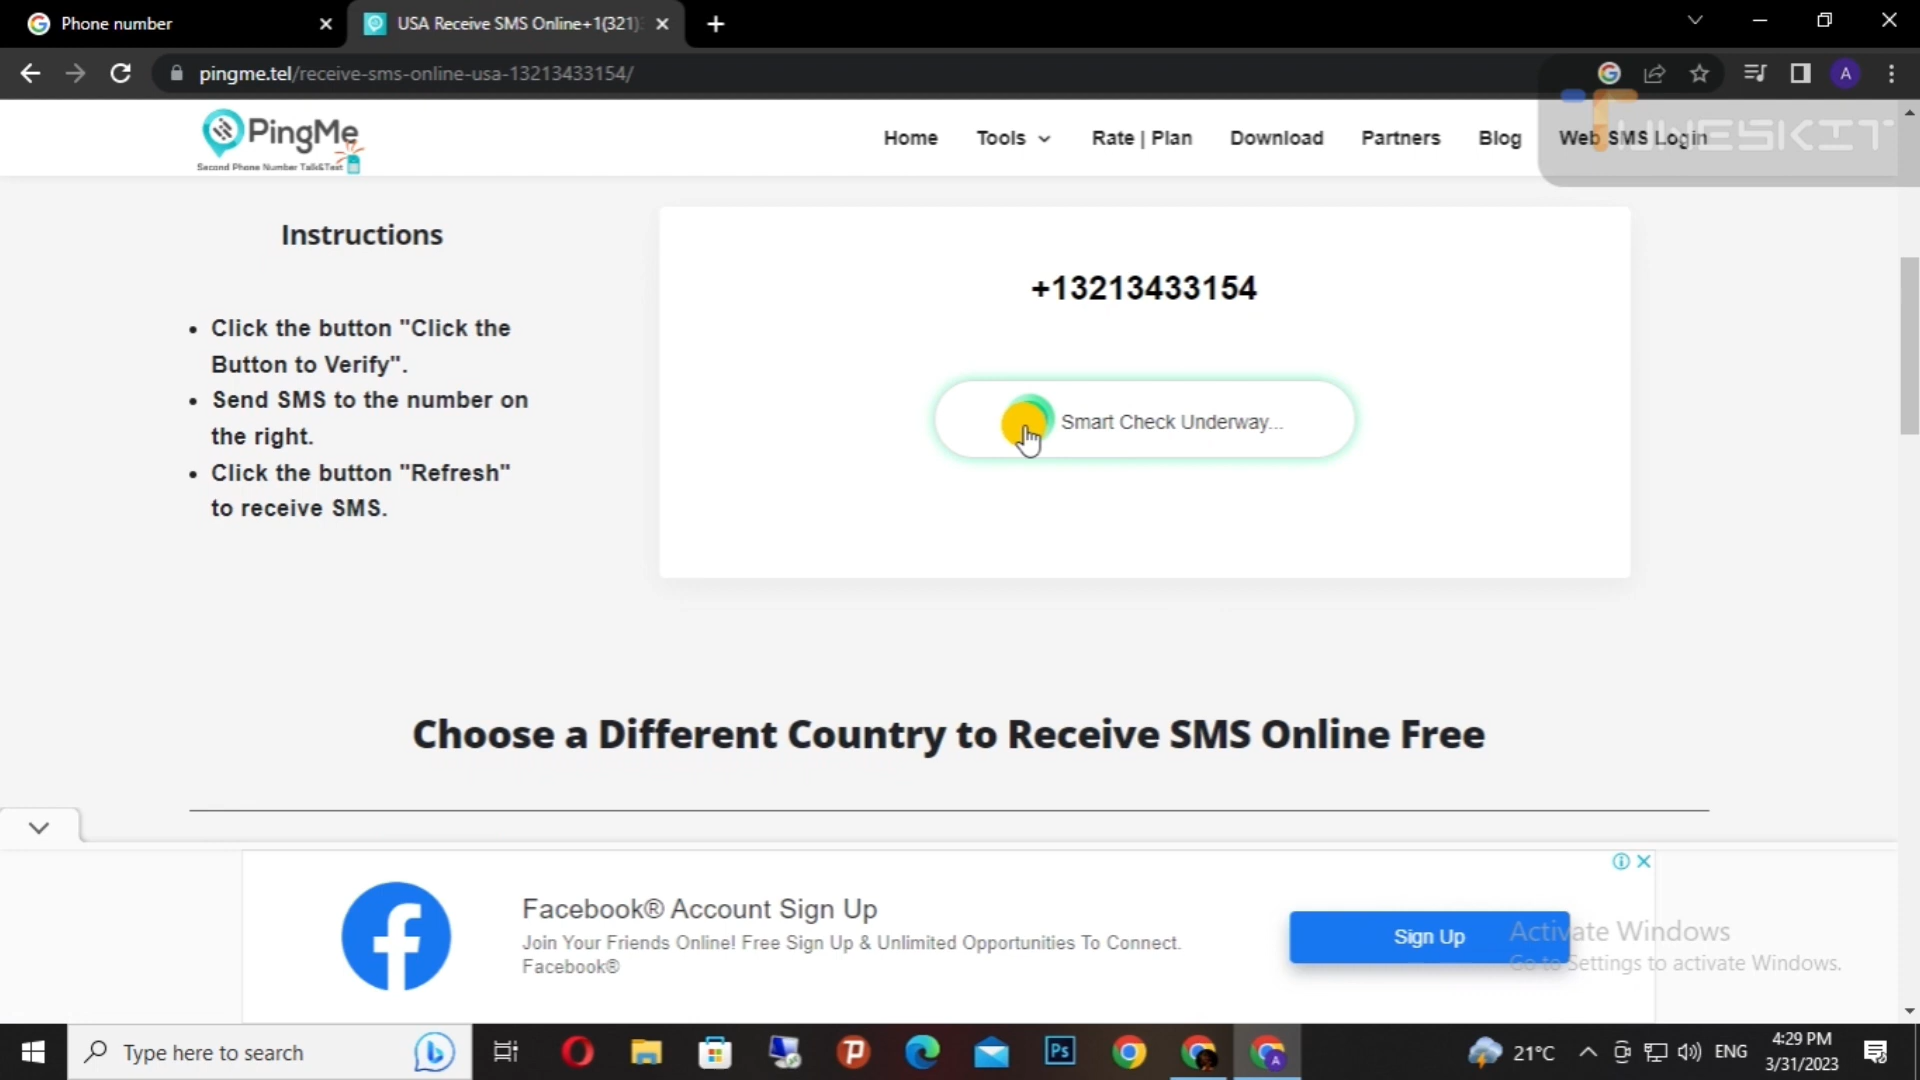 Phone number
USA Receive SMS Online+1(321)
pingme.tel/receive-sms-online-usa-13213433154/
A
PingMe
Second Phone Number Talk&Text
Home
Tools
Rate | Plan
Download
Partners
Blog
Web SMS Login
TUNESKIT
Instructions
• Click the button "Click the
Button to Verify".
• Send SMS to the number on
the right.
• Click the button "Refresh"
to receive SMS.
+13213433154
Smart Check Underway...
Choose a Different Country to Receive SMS Online Free
Facebook® Account Sign Up
Join Your Friends Online! Free Sign Up & Unlimited Opportunities To Connect.
Facebook®
Sign Up
Activate Windows
Go to Settings to activate Windows.
Type here to search
Ps
A
21°C
ENG
4:29 PM
3/31/2023